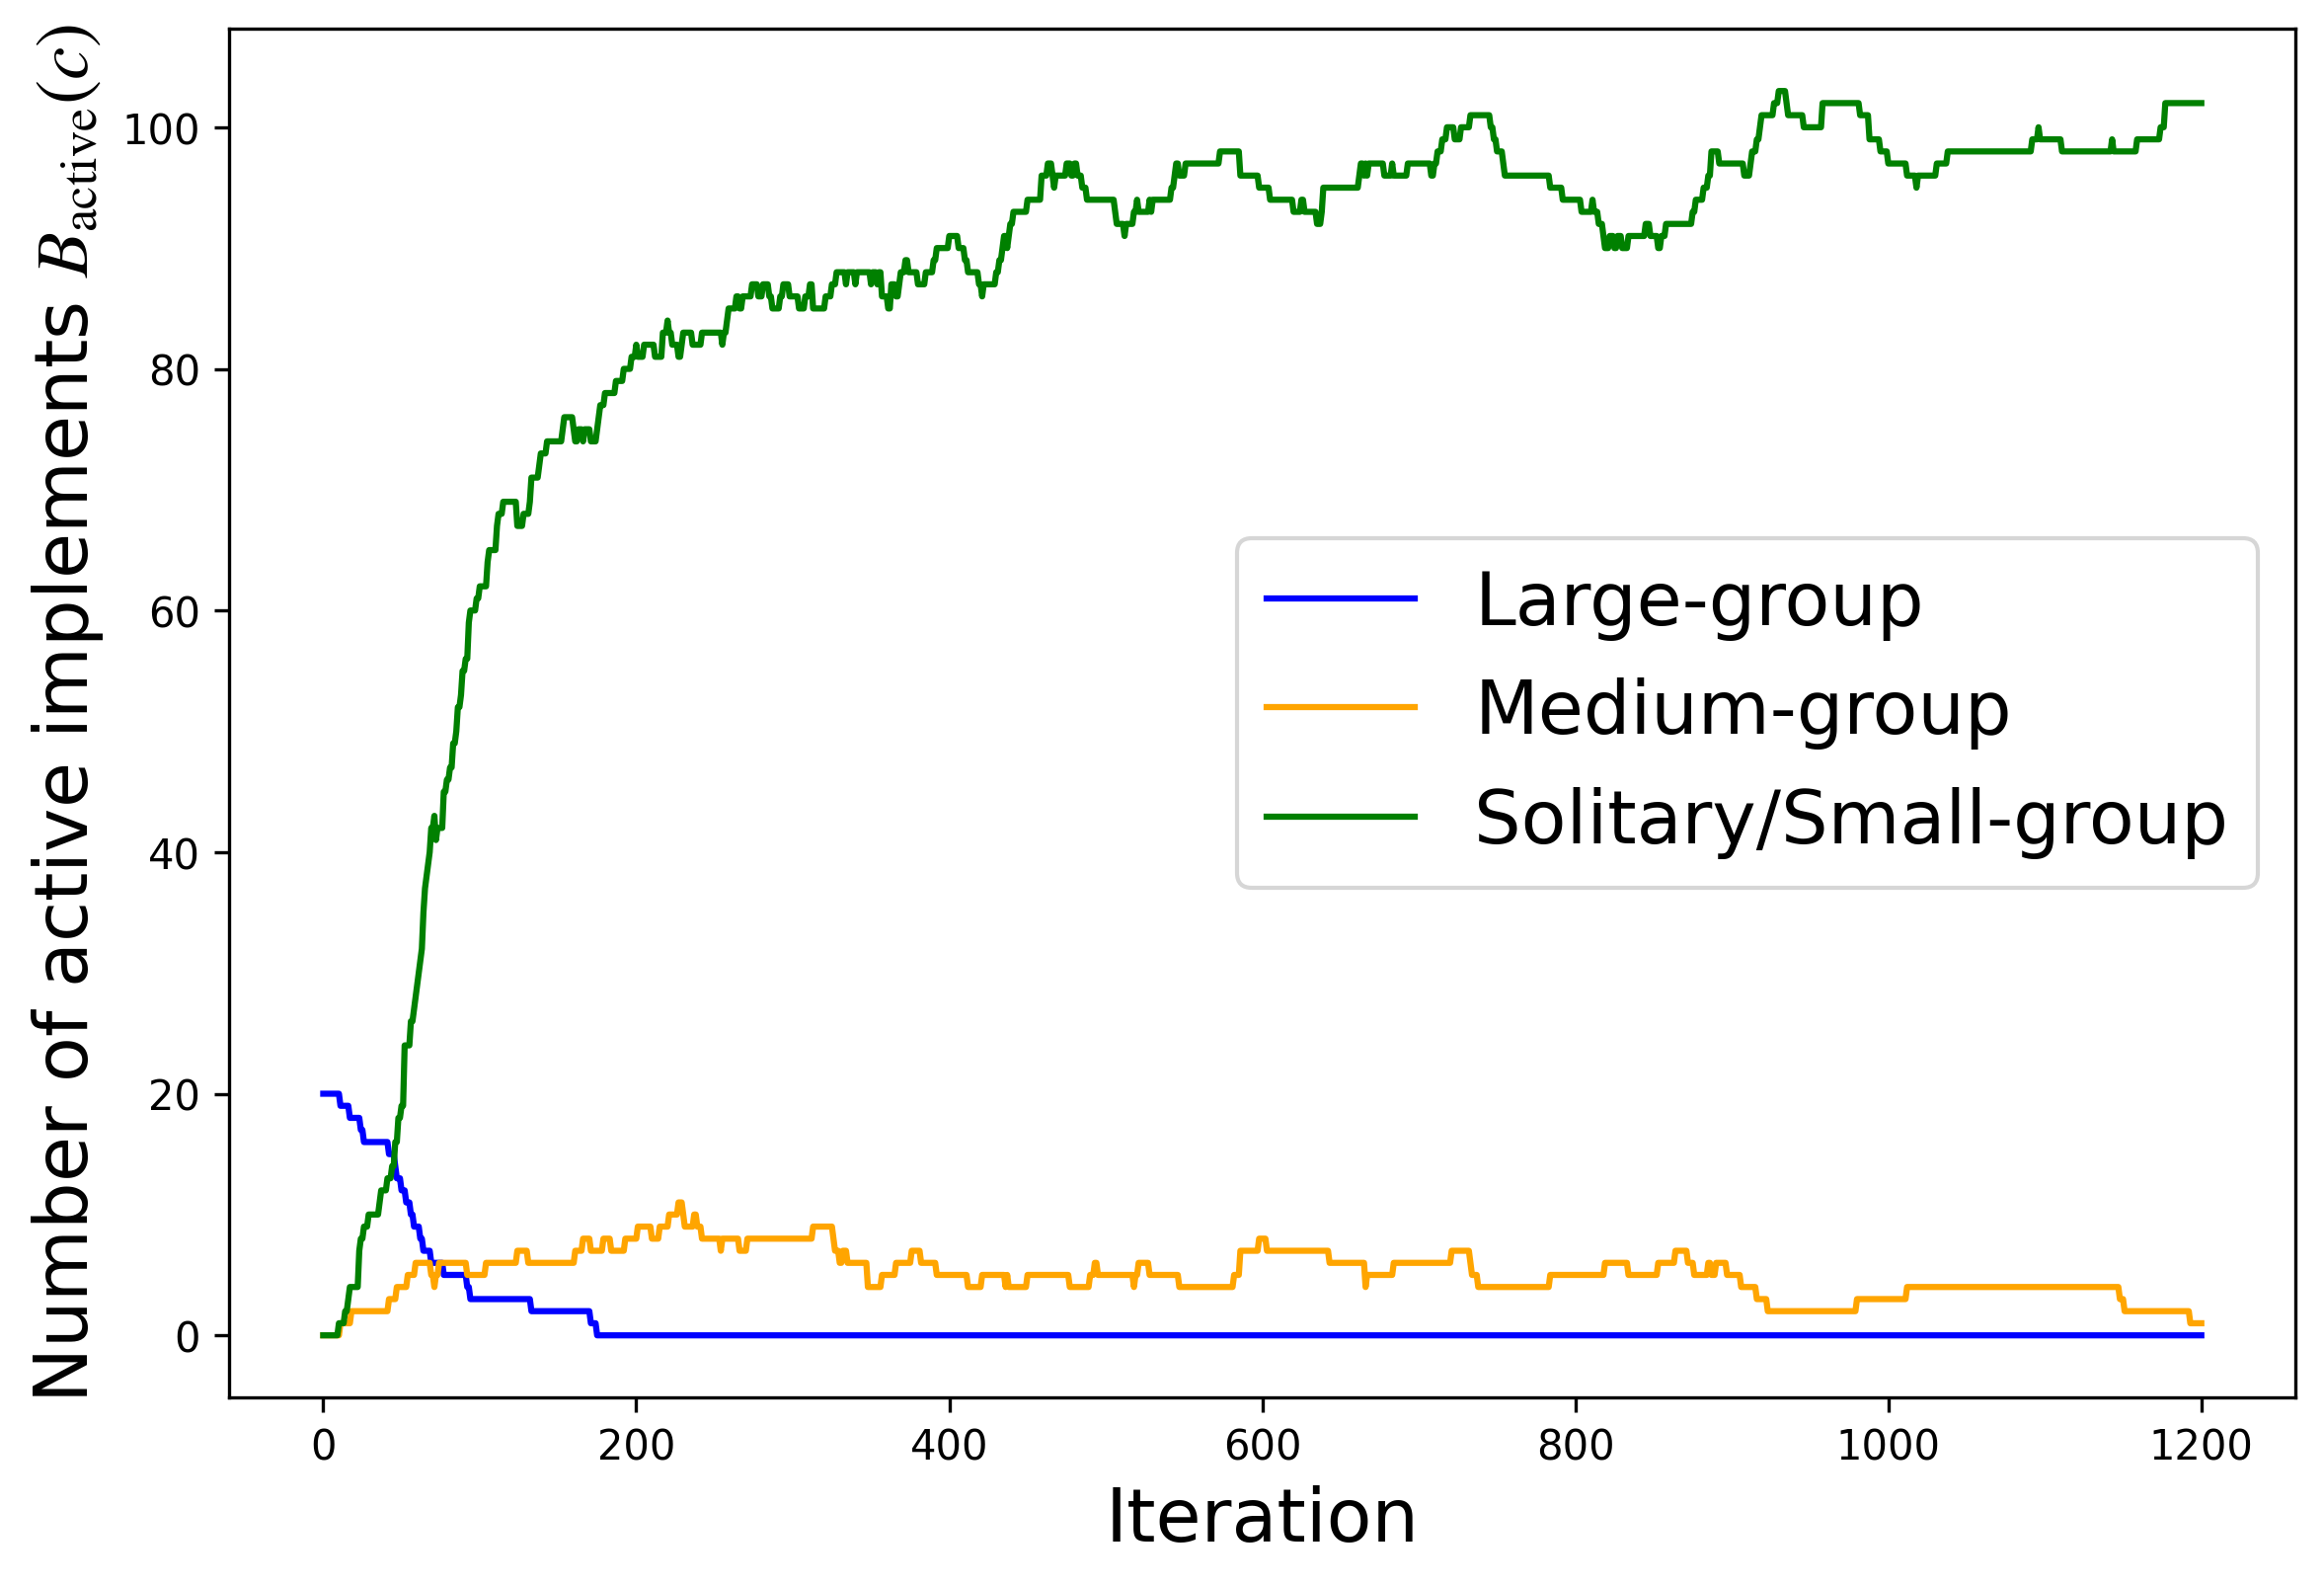 Number of active implements B_active(c)
100
80
60
40
20
0
Large-group
Medium-group
Solitary/Small-group
0 200 400 600 800 1000 1200
Iteration